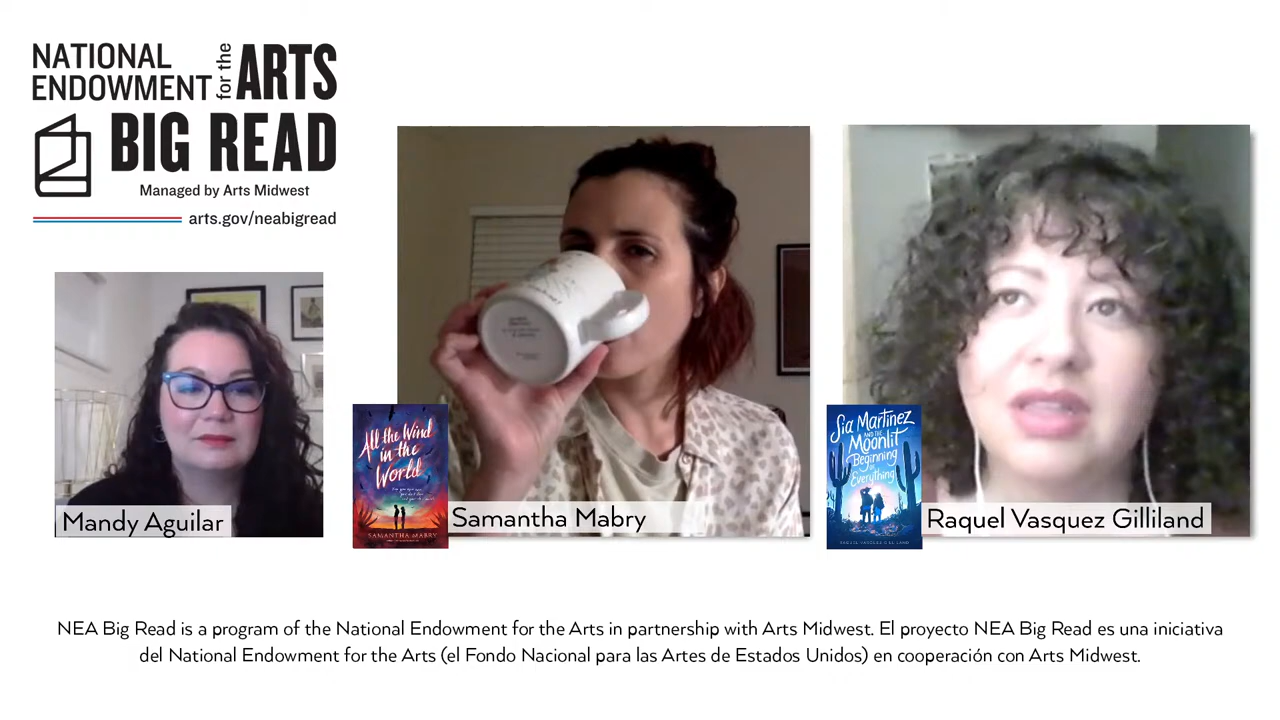 NATIONAL
ENDOWMENT
for the
ARTS
BIG READ
Managed by Arts Midwest
arts.gov/neabigread
Mandy Aguilar
All the Wind
in the
World
SAMANTHA MABRY
Samantha Mabry
Sia Martinez
AND THE
Moonlit
Beginning
of
Everything
Raquel Vasquez Gilliland
NEA Big Read is a program of the National Endowment for the Arts in partnership with Arts Midwest. El proyecto NEA Big Read es una iniciativa
del National Endowment for the Arts (el Fondo Nacional para las Artes de Estados Unidos) en cooperación con Arts Midwest.